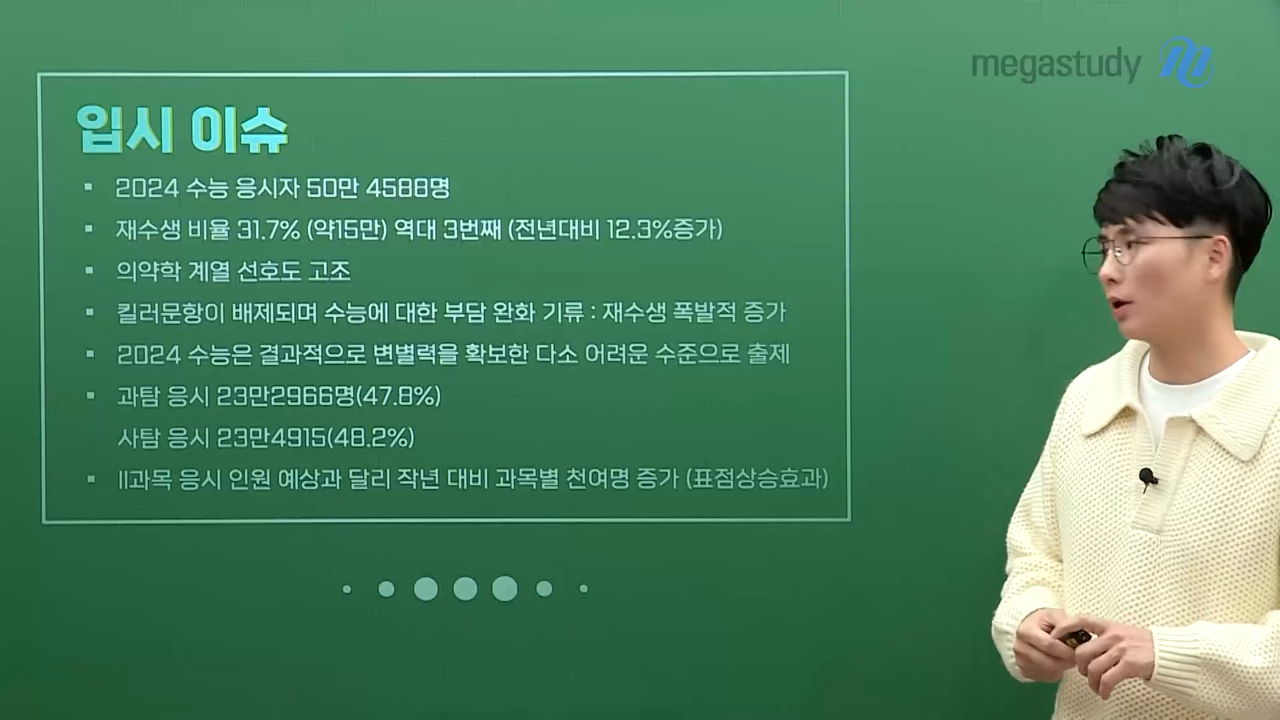 megastudy
입시 이슈
▪ 2024 수능 응시자 50만 4588명
▪ 재수생 비율 31.7% (약15만) 역대 3번째 (전년대비 12.3%증가)
▪ 의약학 계열 선호도 고조
▪ 킬러문항이 배제되며 수능에 대한 부담 완화 기류 : 재수생 폭발적 증가
▪ 2024 수능은 결과적으로 변별력을 확보한 다소 어려운 수준으로 출제
▪ 과탐 응시 23만2966명(47.8%)
사탐 응시 23만4915(48.2%)
▪ II과목 응시 인원 예상과 달리 작년 대비 과목별 천여명 증가 (표점상승효과)